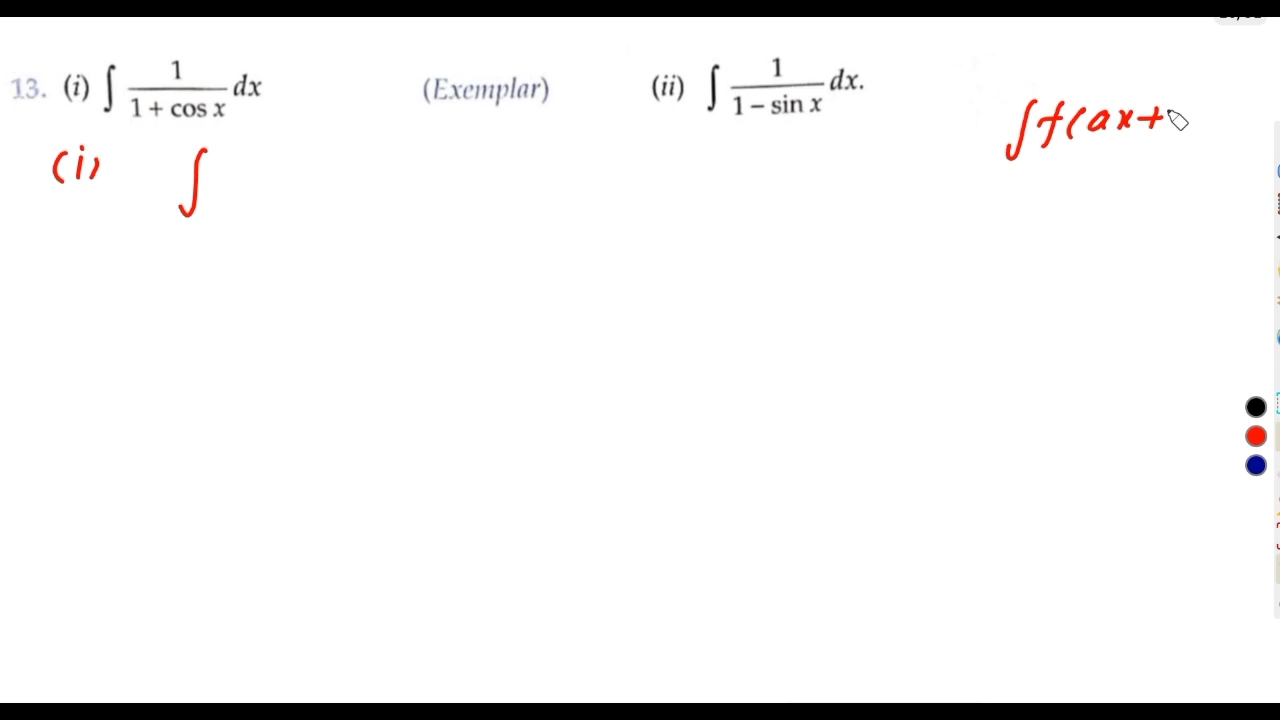 13. (i) ∫ 1/(1 + cos x) dx (Exemplar) (ii) ∫ 1/(1 − sin x) dx.
∫f(ax+
(i) ∫